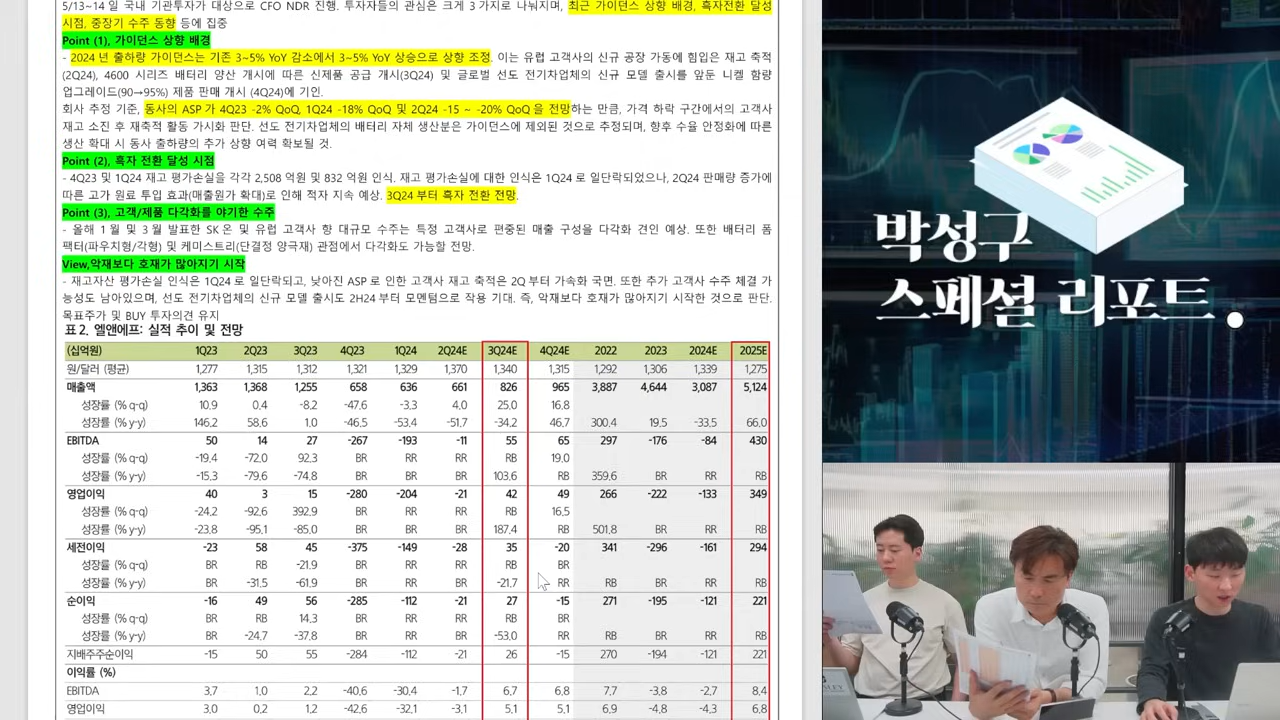 5/13~14 일 국내 기관투자가 대상으로 CFO NDR 진행. 투자자들의 관심은 크게 3 가지로 나눠지며, 최근 가이던스 상향 배경, 흑자전환 달성
시점, 중장기 수주 동향 등에 집중
Point (1), 가이던스 상향 배경
- 2024 년 출하량 가이던스는 기존 3~5% YoY 감소에서 3~5% YoY 상승으로 상향 조정. 이는 유럽 고객사의 신규 공장 가동에 힘입은 재고 축적
(2Q24), 4600 시리즈 배터리 양산 개시에 따른 신제품 공급 개시(3Q24) 및 글로벌 선도 전기차업체의 신규 모델 출시를 앞둔 니켈 함량
업그레이드(90→95%) 제품 판매 개시 (4Q24)에 기인.
회사 추정 기준, 동사의 ASP 가 4Q23 -2% QoQ, 1Q24 -18% QoQ 및 2Q24 -15 ~ -20% QoQ 을 전망하는 만큼, 가격 하락 구간에서의 고객사
재고 소진 후 재축적 활동 가시화 판단. 선도 전기차업체의 배터리 자체 생산분은 가이던스에 제외된 것으로 추정되며, 향후 수율 안정화에 따른
생산 확대 시 동사 출하량의 추가 상향 여력 확보될 것.
Point (2), 흑자 전환 달성 시점
- 4Q23 및 1Q24 재고 평가손실을 각각 2,508 억원 및 832 억원 인식. 재고 평가손실에 대한 인식은 1Q24 로 일단락되었으나, 2Q24 판매량 증가에
따른 고가 원료 투입 효과(매출원가 확대)로 인해 적자 지속 예상. 3Q24 부터 흑자 전환 전망.
Point (3), 고객/제품 다각화를 야기한 수주
- 올해 1 월 및 3 월 발표한 SK 온 및 유럽 고객사 향 대규모 수주는 특정 고객사로 편중된 매출 구성을 다각화 견인 예상. 또한 배터리 폼
팩터(파우치형/각형) 및 케미스트리(단결정 양극재) 관점에서 다각화도 가능할 전망.
View,악재보다 호재가 많아지기 시작
- 재고자산 평가손실 인식은 1Q24 로 일단락되고, 낮아진 ASP 로 인한 고객사 재고 축적은 2Q 부터 가속화 국면. 또한 추가 고객사 수주 체결 가
능성도 남아있으며, 선도 전기차업체의 신규 모델 출시도 2H24 부터 모멘텀으로 작용 기대. 즉, 악재보다 호재가 많아지기 시작한 것으로 판단.
목표주가 및 BUY 투자의견 유지
표 2. 엘앤에프: 실적 추이 및 전망
(십억원) 1Q23 2Q23 3Q23 4Q23 1Q24 2Q24E 3Q24E 4Q24E 2022 2023 2024E 2025E
원/달러 (평균) 1,277 1,315 1,312 1,321 1,329 1,370 1,340 1,315 1,292 1,306 1,339 1,275
매출액 1,363 1,368 1,255 658 636 661 826 965 3,887 4,644 3,087 5,124
성장률 (% q-q) 10.9 0.4 -8.2 -47.6 -3.3 4.0 25.0 16.8
성장률 (% y-y) 146.2 58.6 1.0 -46.5 -53.4 -51.7 -34.2 46.7 300.4 19.5 -33.5 66.0
EBITDA 50 14 27 -267 -193 -11 55 65 297 -176 -84 430
성장률 (% q-q) -19.4 -72.0 92.3 BR RR RR RB 19.0
성장률 (% y-y) -15.3 -79.6 -74.8 BR BR BR 103.6 RB 359.6 BR RR RB
영업이익 40 3 15 -280 -204 -21 42 49 266 -222 -133 349
성장률 (% q-q) -24.2 -92.6 392.9 BR RR RR RB 16.5
성장률 (% y-y) -23.8 -95.1 -85.0 BR BR BR 187.4 RB 501.8 BR RR RB
세전이익 -23 58 45 -375 -149 -28 35 -20 341 -296 -161 294
성장률 (% q-q) BR RB -21.9 BR RR RR RB BR
성장률 (% y-y) BR -31.5 -61.9 BR RR BR -21.7 RR RB BR RR RB
순이익 -16 49 56 -285 -112 -21 27 -15 271 -195 -121 221
성장률 (% q-q) BR RB 14.3 BR RR RR RB BR
성장률 (% y-y) BR -24.7 -37.8 BR RR BR -53.0 RR RB BR RR RB
지배주주순이익 -15 50 55 -284 -112 -21 26 -15 270 -194 -121 221
이익률 (%)
EBITDA 3.7 1.0 2.2 -40.6 -30.4 -1.7 6.7 6.8 7.7 -3.8 -2.7 8.4
영업이익 3.0 0.2 1.2 -42.6 -32.1 -3.1 5.1 5.1 6.9 -4.8 -4.3 6.8
박성구
스페셜 리포트.